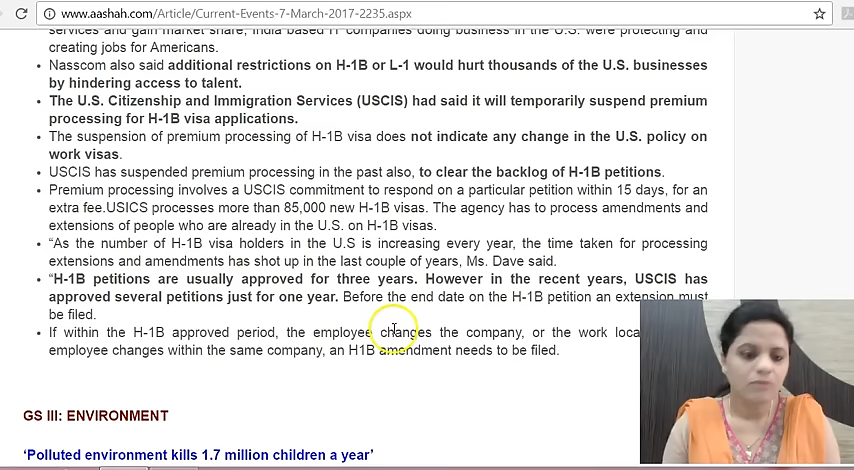 www.aashah.com/Article/Current-Events-7-March-2017-2235.aspx
services and gain market share, India based IT companies doing business in the U.S. were protecting and
creating jobs for Americans.
• Nasscom also said additional restrictions on H-1B or L-1 would hurt thousands of the U.S. businesses
by hindering access to talent.
• The U.S. Citizenship and Immigration Services (USCIS) had said it will temporarily suspend premium
processing for H-1B visa applications.
• The suspension of premium processing of H-1B visa does not indicate any change in the U.S. policy on
work visas.
• USCIS has suspended premium processing in the past also, to clear the backlog of H-1B petitions.
• Premium processing involves a USCIS commitment to respond on a particular petition within 15 days, for an
extra fee.USICS processes more than 85,000 new H-1B visas. The agency has to process amendments and
extensions of people who are already in the U.S. on H-1B visas.
• “As the number of H-1B visa holders in the U.S is increasing every year, the time taken for processing
extensions and amendments has shot up in the last couple of years, Ms. Dave said.
• “H-1B petitions are usually approved for three years. However in the recent years, USCIS has
approved several petitions just for one year. Before the end date on the H-1B petition an extension must
be filed.
• If within the H-1B approved period, the employee changes the company, or the work
employee changes within the same company, an H1B amendment needs to be filed.
GS III: ENVIRONMENT
‘Polluted environment kills 1.7 million children a year’